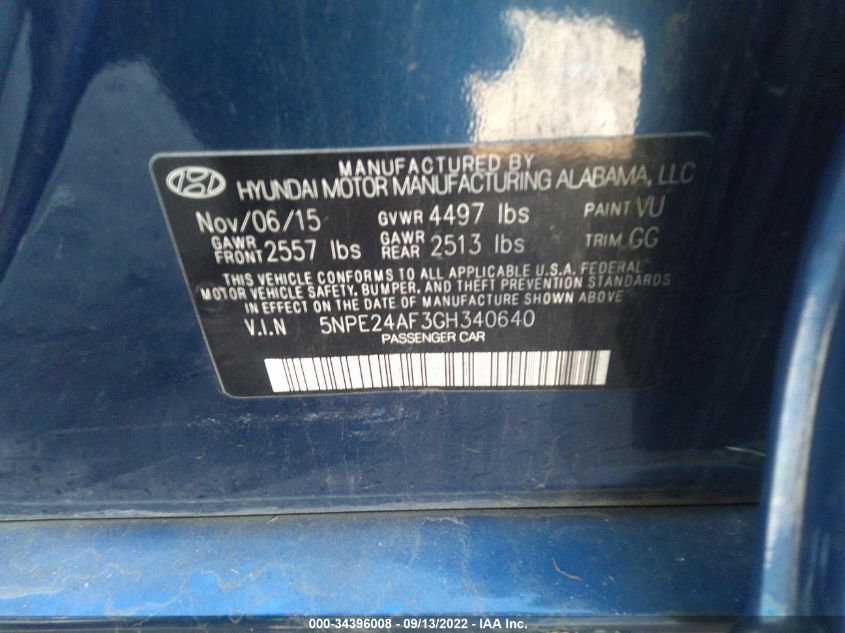 MANUFACTURED BY
HYUNDAI MOTOR MANUFACTURING ALABAMA, LLC
Nov/06/15 GVWR 4497 lbs PAINT VU
GAWR FRONT 2557 lbs GAWR REAR 2513 lbs TRIM GG
THIS VEHICLE CONFORMS TO ALL APPLICABLE U.S.A. FEDERAL
MOTOR VEHICLE SAFETY, BUMPER, AND THEFT PREVENTION STANDARDS
IN EFFECT ON THE DATE OF MANUFACTURE SHOWN ABOVE
V.I.N 5NPE24AF3GH340640
PASSENGER CAR
000-34396008 - 09/13/2022 - IAA Inc.